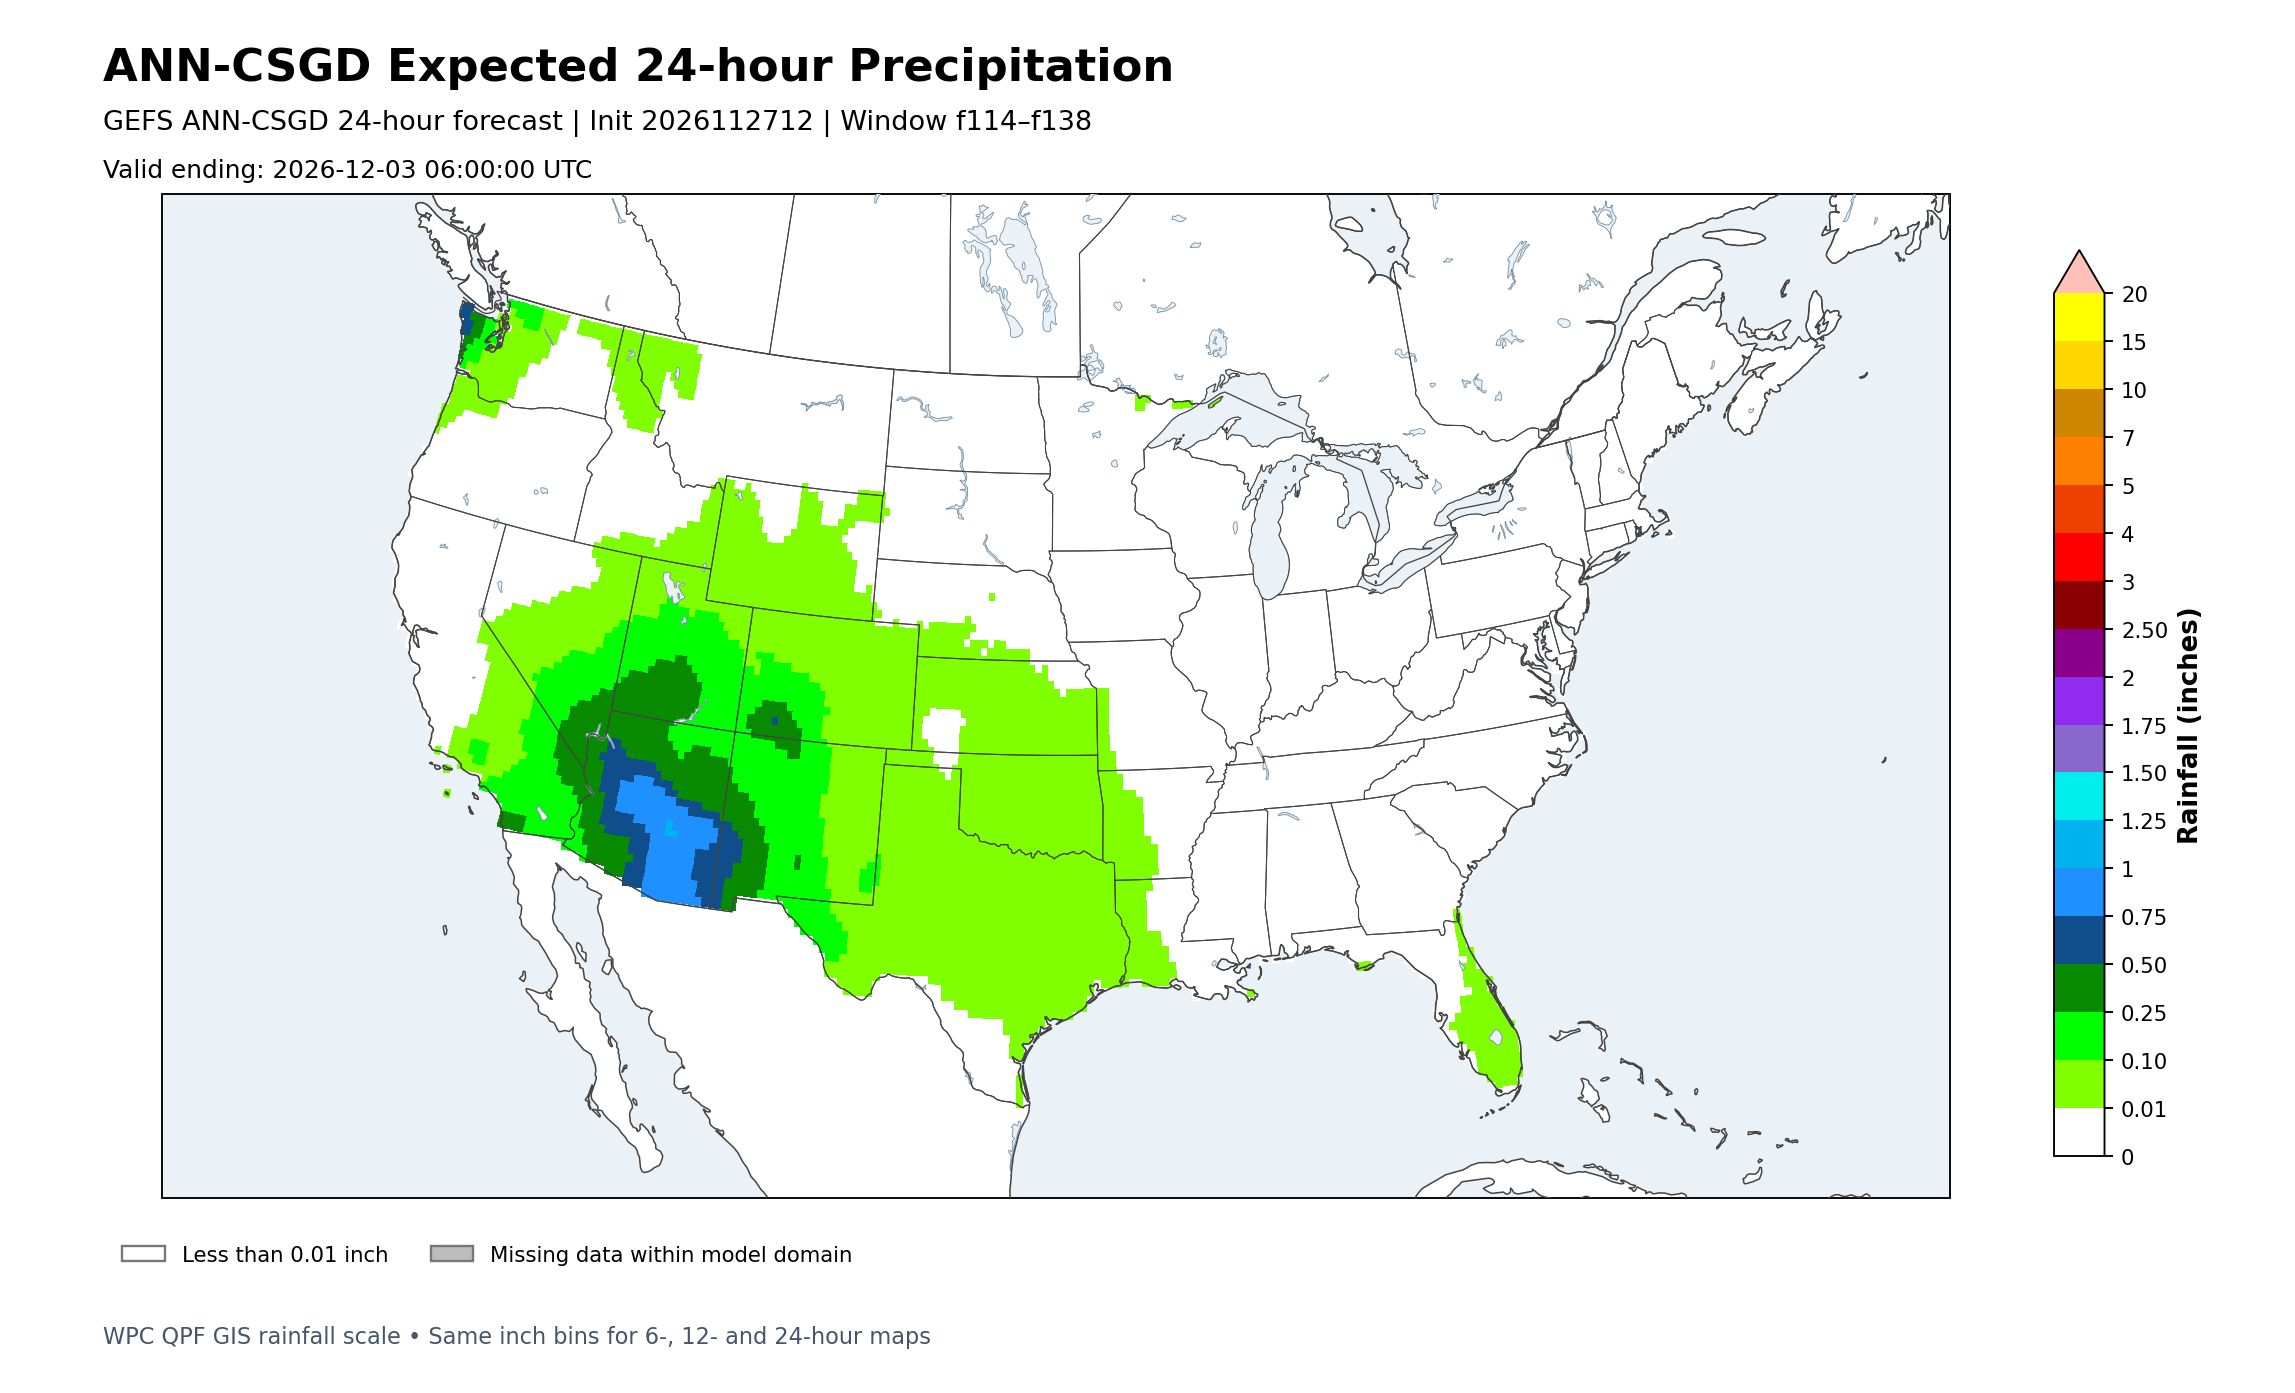 ANN-CSGD Expected 24-hour Precipitation
GEFS ANN-CSGD 24-hour forecast | Init 2026112712 | Window f114–f138
Valid ending: 2026-12-03 06:00:00 UTC
20
15
10
7
5
4
3
2.50
2
1.75
1.50
1.25
1
0.75
0.50
0.25
0.10
0.01
0
Rainfall (inches)
Less than 0.01 inch
Missing data within model domain
WPC QPF GIS rainfall scale • Same inch bins for 6-, 12- and 24-hour maps